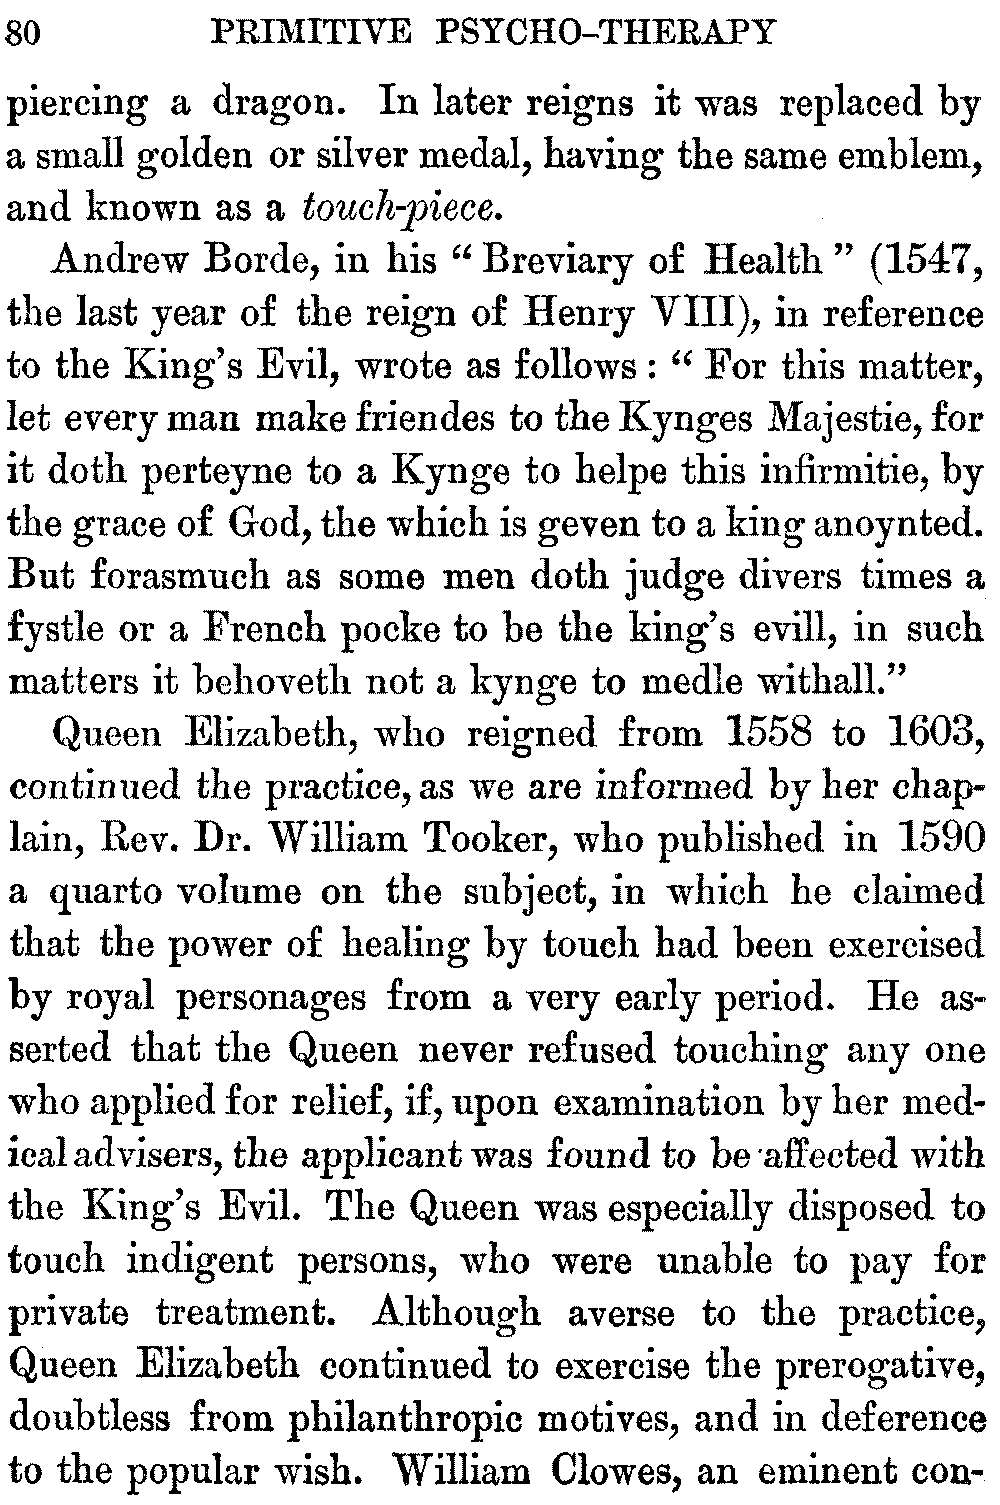 80 PRIMITIVE PSYCHO-THERAPY
piercing a dragon. In later reigns it was replaced by
a small golden or silver medal, having the same emblem,
and known as a touch-piece.
Andrew Borde, in his “ Breviary of Health ” (1547,
the last year of the reign of Henry VIII), in reference
to the King’s Evil, wrote as follows : “ For this matter,
let every man make friendes to the Kynges Majestie, for
it doth perteyne to a Kynge to helpe this infirmitie, by
the grace of God, the which is geven to a king anoynted.
But forasmuch as some men doth judge divers times a
fystle or a French pocke to be the king’s evill, in such
matters it behoveth not a kynge to medle withall.”
Queen Elizabeth, who reigned from 1558 to 1603,
continued the practice, as we are informed by her chap-
lain, Rev. Dr. William Tooker, who published in 1590
a quarto volume on the subject, in which he claimed
that the power of healing by touch had been exercised
by royal personages from a very early period. He as-
serted that the Queen never refused touching any one
who applied for relief, if, upon examination by her med-
ical advisers, the applicant was found to be affected with
the King’s Evil. The Queen was especially disposed to
touch indigent persons, who were unable to pay for
private treatment. Although averse to the practice,
Queen Elizabeth continued to exercise the prerogative,
doubtless from philanthropic motives, and in deference
to the popular wish. William Clowes, an eminent con-